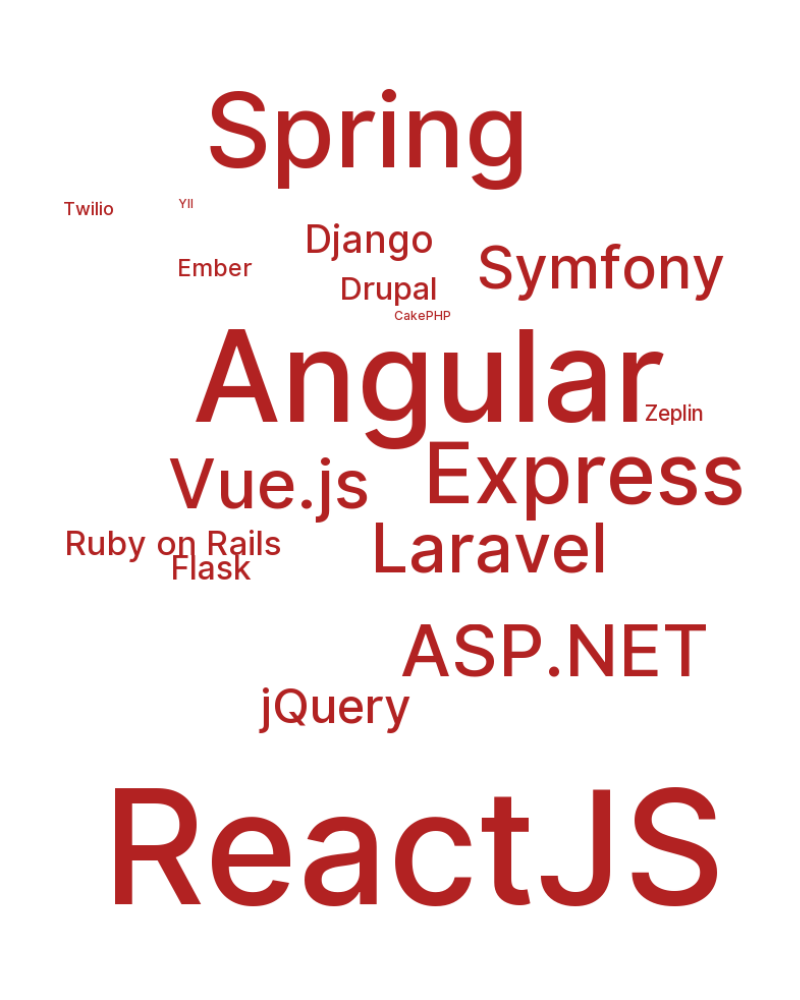 Spring
Twilio
YII
Django
Symfony
Ember
Drupal
CakePHP
Angular
Zeplin
Vue.js
Express
Ruby on Rails
Laravel
Flask
ASP.NET
jQuery
ReactJS